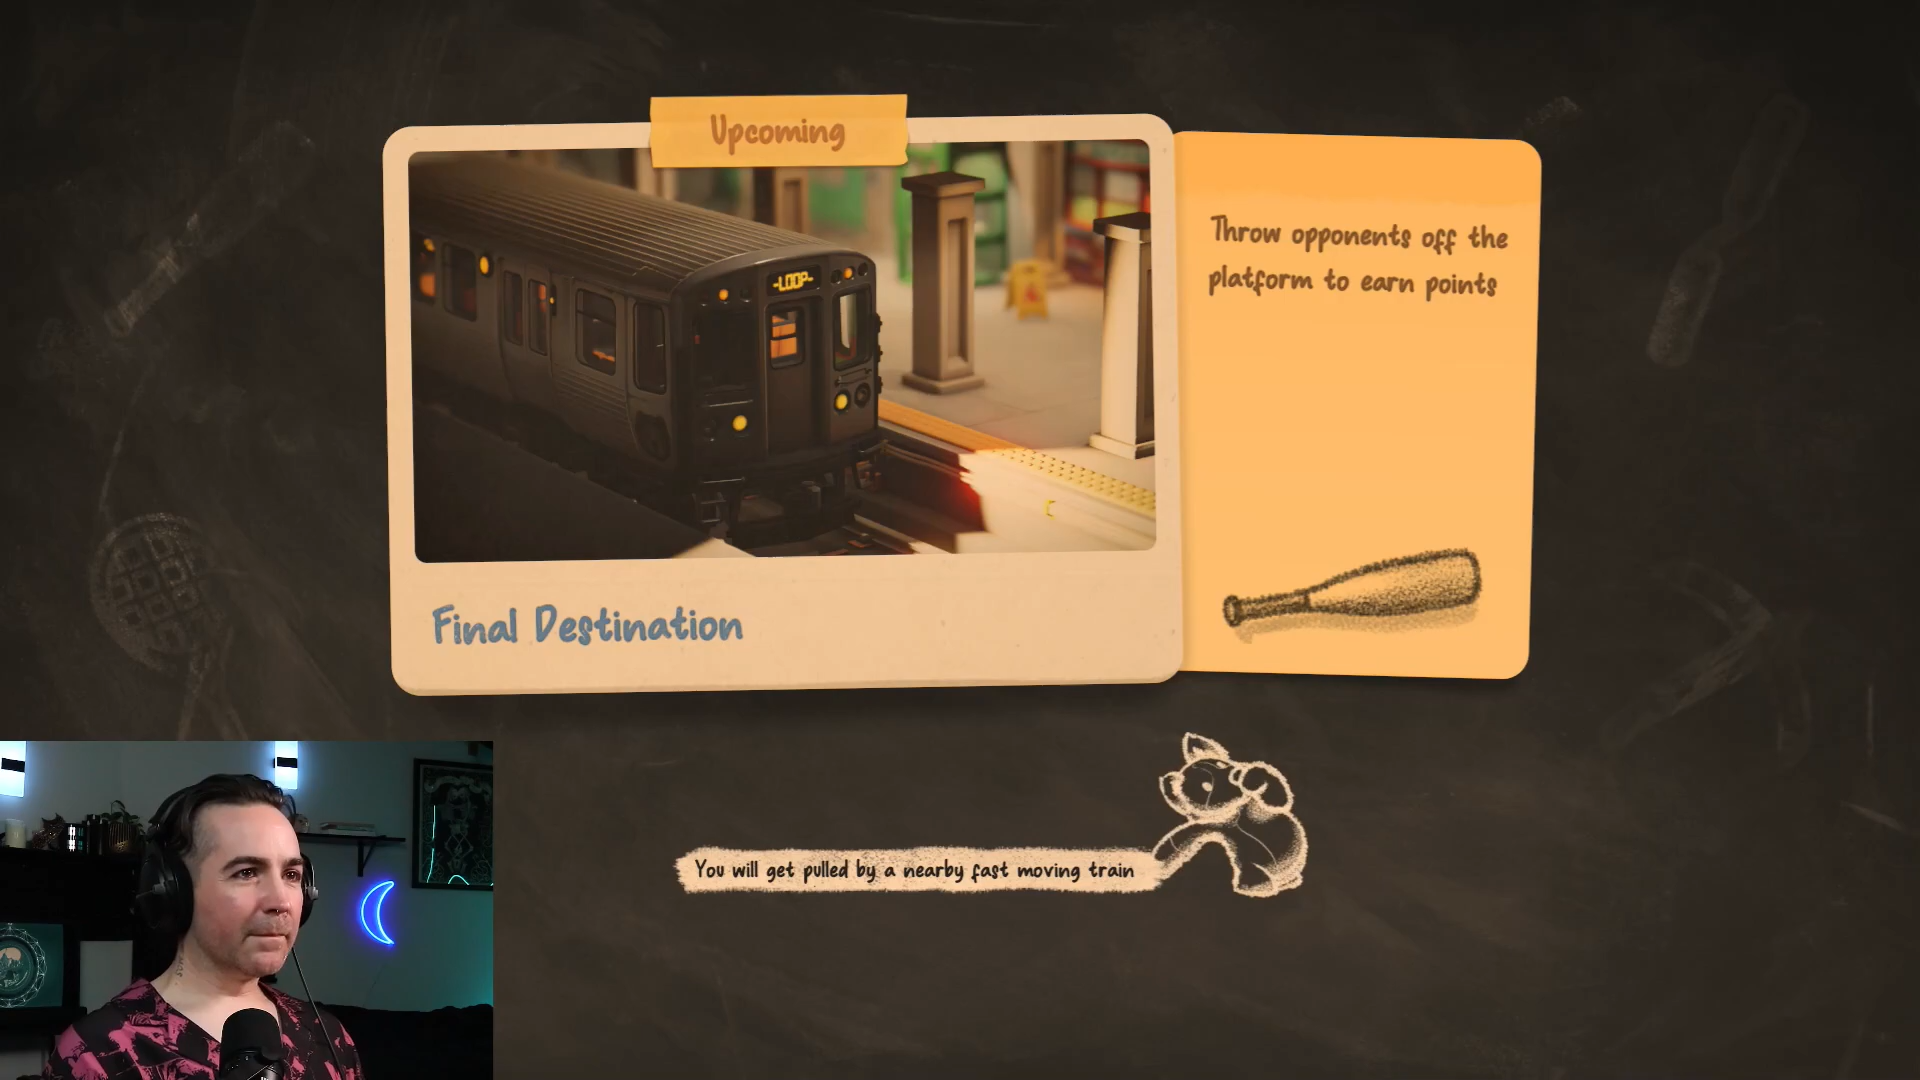 Upcoming
-LOOP-
Throw opponents off the
platform to earn points
Final Destination
You will get pulled by a nearby fast moving train